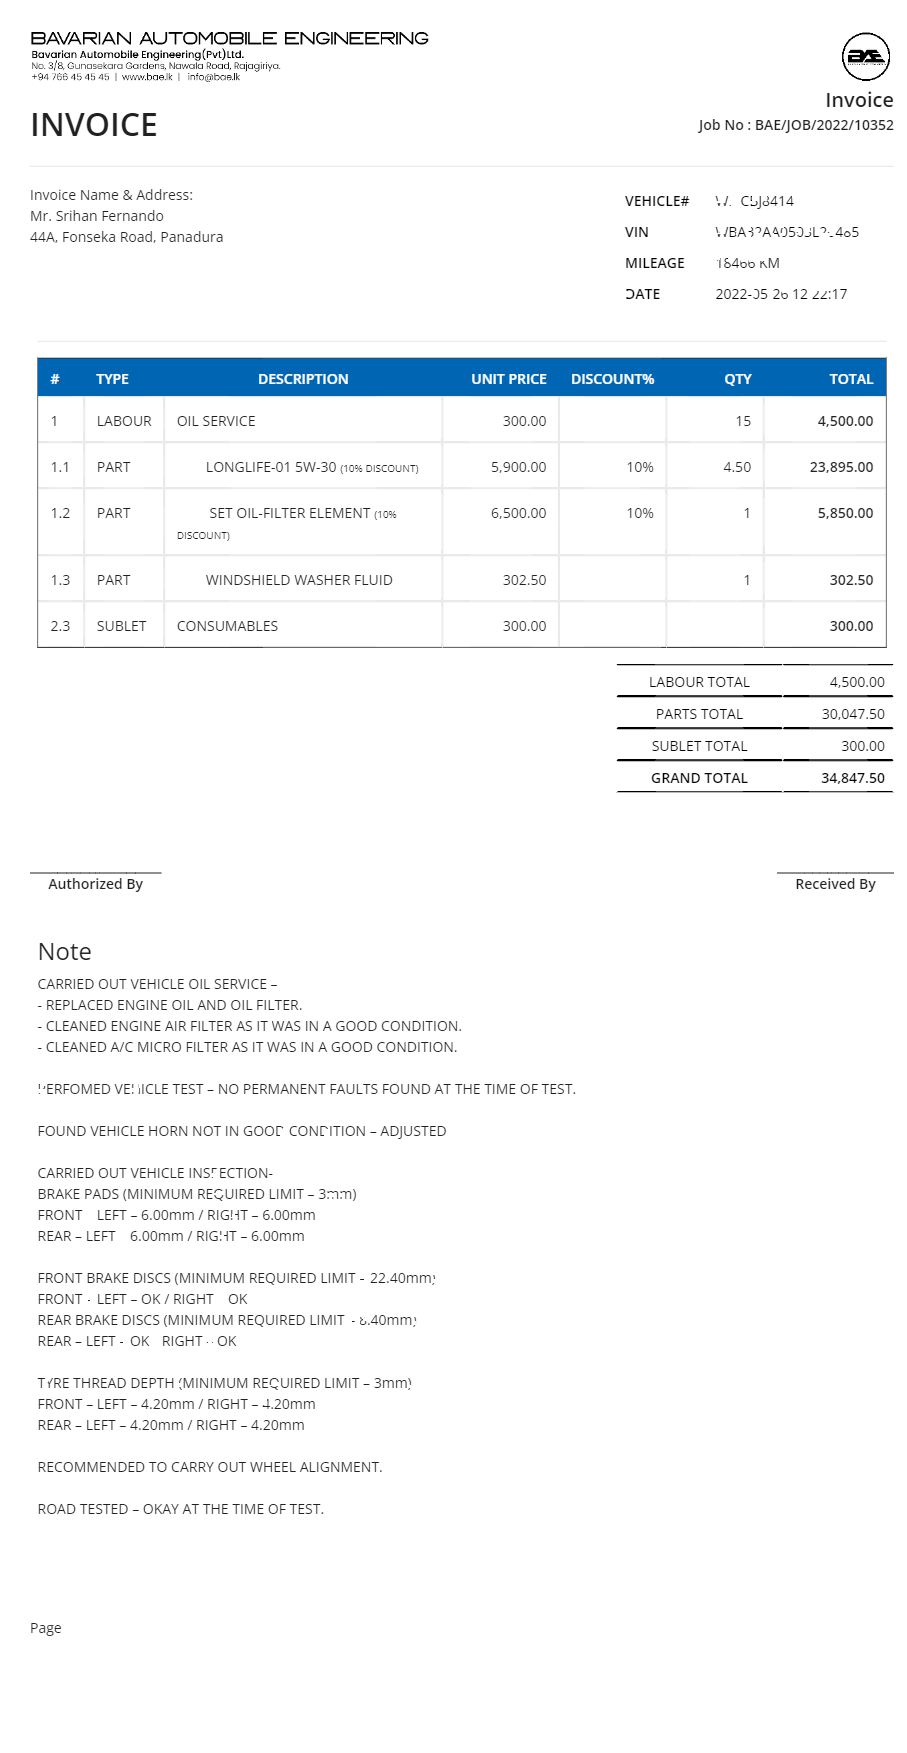 BAVARIAN AUTOMOBILE ENGINEERING
Bavarian Automobile Engineering(Pvt)Ltd.
No. 3/8, Gunasekara Gardens, Nawala Road, Rajagiriya.
+94 766 45 45 45 | www.bae.lk | info@bae.lk
BAE
Invoice
INVOICE
Job No : BAE/JOB/2022/10352
Invoice Name & Address:
Mr. Srihan Fernando
44A, Fonseka Road, Panadura
VEHICLE#
VIN
MILEAGE 18466 KM
DATE 2022-05 26 12 22:17
# TYPE DESCRIPTION UNIT PRICE DISCOUNT% QTY TOTAL
1 LABOUR OIL SERVICE 300.00 15 4,500.00
1.1 PART LONGLIFE-01 5W-30 (10% DISCOUNT) 5,900.00 10% 4.50 23,895.00
1.2 PART SET OIL-FILTER ELEMENT (10% 6,500.00 10% 1 5,850.00
DISCOUNT)
1.3 PART WINDSHIELD WASHER FLUID 302.50 1 302.50
2.3 SUBLET CONSUMABLES 300.00 300.00
LABOUR TOTAL 4,500.00
PARTS TOTAL 30,047.50
SUBLET TOTAL 300.00
GRAND TOTAL 34,847.50
Authorized By Received By
Note
CARRIED OUT VEHICLE OIL SERVICE –
- REPLACED ENGINE OIL AND OIL FILTER.
- CLEANED ENGINE AIR FILTER AS IT WAS IN A GOOD CONDITION.
- CLEANED A/C MICRO FILTER AS IT WAS IN A GOOD CONDITION.
PERFOMED VEHICLE TEST – NO PERMANENT FAULTS FOUND AT THE TIME OF TEST.
FOUND VEHICLE HORN NOT IN GOOD CONDITION – ADJUSTED
CARRIED OUT VEHICLE INSPECTION-
BRAKE PADS (MINIMUM REQUIRED LIMIT – 3mm)
FRONT LEFT – 6.00mm / RIGHT – 6.00mm
REAR – LEFT 6.00mm / RIGHT – 6.00mm
FRONT BRAKE DISCS (MINIMUM REQUIRED LIMIT - 22.40mm)
FRONT - LEFT – OK / RIGHT OK
REAR BRAKE DISCS (MINIMUM REQUIRED LIMIT - 8.40mm)
REAR – LEFT - OK RIGHT - OK
TYRE THREAD DEPTH (MINIMUM REQUIRED LIMIT – 3mm)
FRONT – LEFT – 4.20mm / RIGHT – 4.20mm
REAR – LEFT – 4.20mm / RIGHT – 4.20mm
RECOMMENDED TO CARRY OUT WHEEL ALIGNMENT.
ROAD TESTED – OKAY AT THE TIME OF TEST.
Page